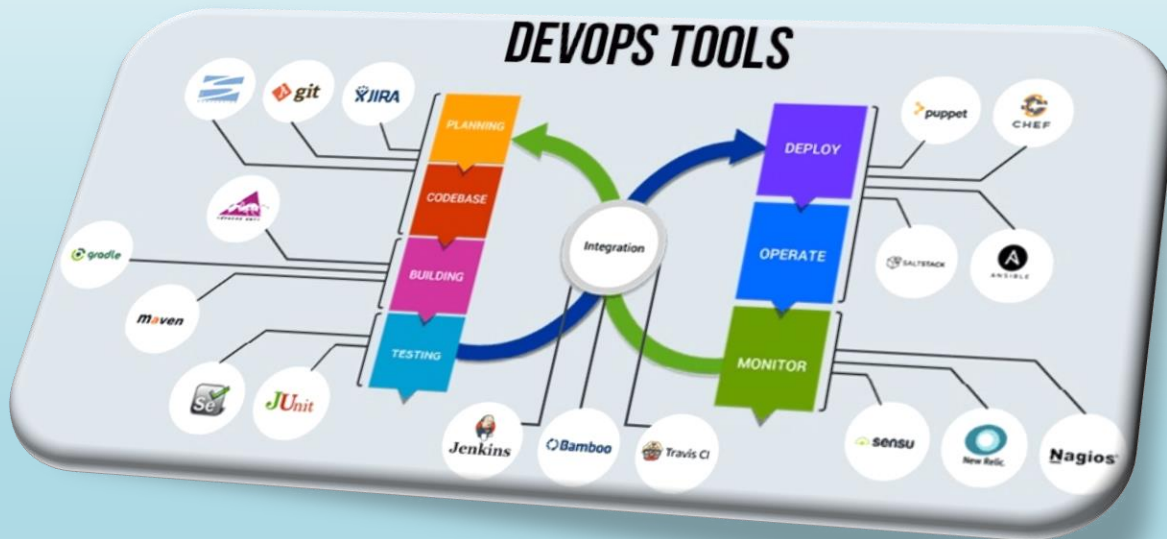 DEVOPS TOOLS
git
JIRA
PLANNING
CODEBASE
BUILDING
TESTING
gradle
maven
Se
JUnit
Integration
Jenkins
Bamboo
Travis CI
DEPLOY
OPERATE
MONITOR
puppet
CHEF
SALTSTACK
A
ANSIBLE
sensu
New Relic.
Nagios